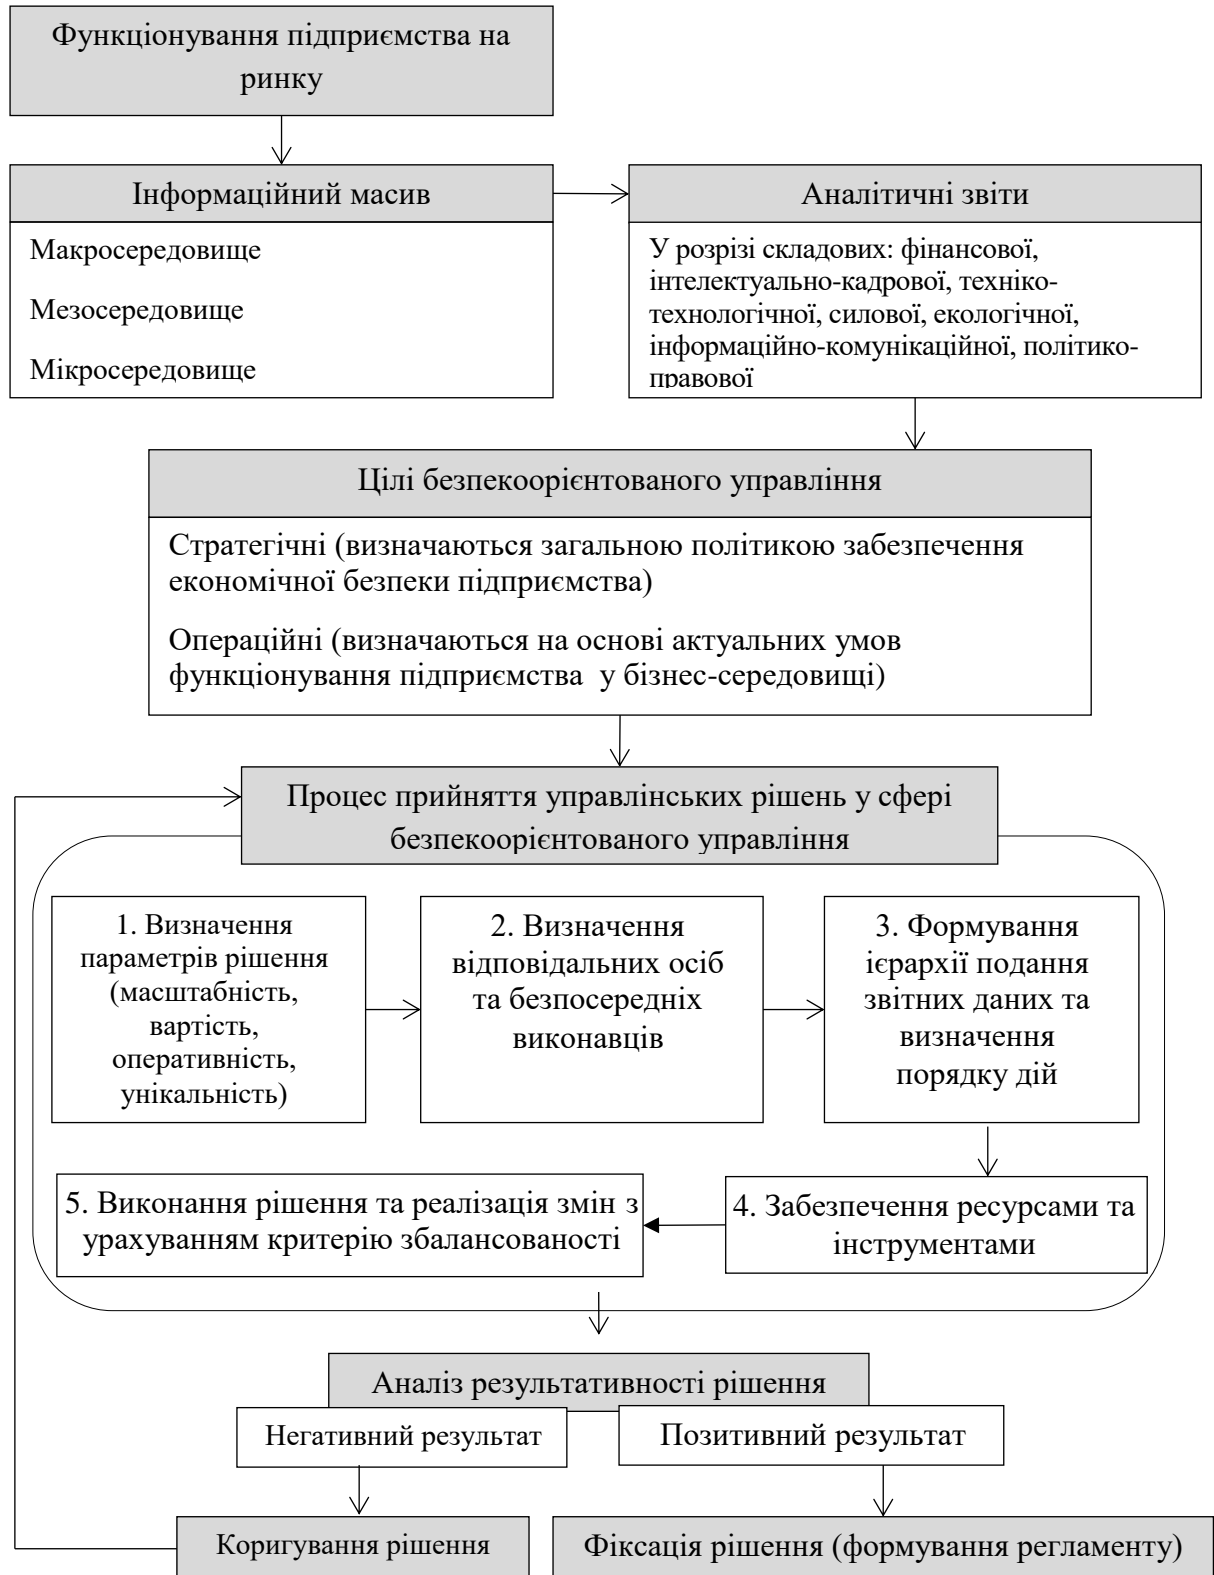 Функціонування підприємства на
ринку
Інформаційний масив
Макросередовище
Мезосередовище
Мікросередовище
Аналітичні звіти
У розрізі складових: фінансової,
інтелектуально-кадрової, техніко-
технологічної, силової, екологічної,
інформаційно-комунікаційної, політико-
правової
Цілі безпекоорієнтованого управління
Стратегічні (визначаються загальною політикою забезпечення
економічної безпеки підприємства)
Операційні (визначаються на основі актуальних умов
функціонування підприємства у бізнес-середовищі)
Процес прийняття управлінських рішень у сфері
безпекоорієнтованого управління
1. Визначення
параметрів рішення
(масштабність,
вартість,
оперативність,
унікальність)
2. Визначення
відповідальних осіб
та безпосередніх
виконавців
3. Формування
ієрархії подання
звітних даних та
визначення
порядку дій
5. Виконання рішення та реалізація змін з
урахуванням критерію збалансованості
4. Забезпечення ресурсами та
інструментами
Аналіз результативності рішення
Негативний результат
Позитивний результат
Коригування рішення
Фіксація рішення (формування регламенту)